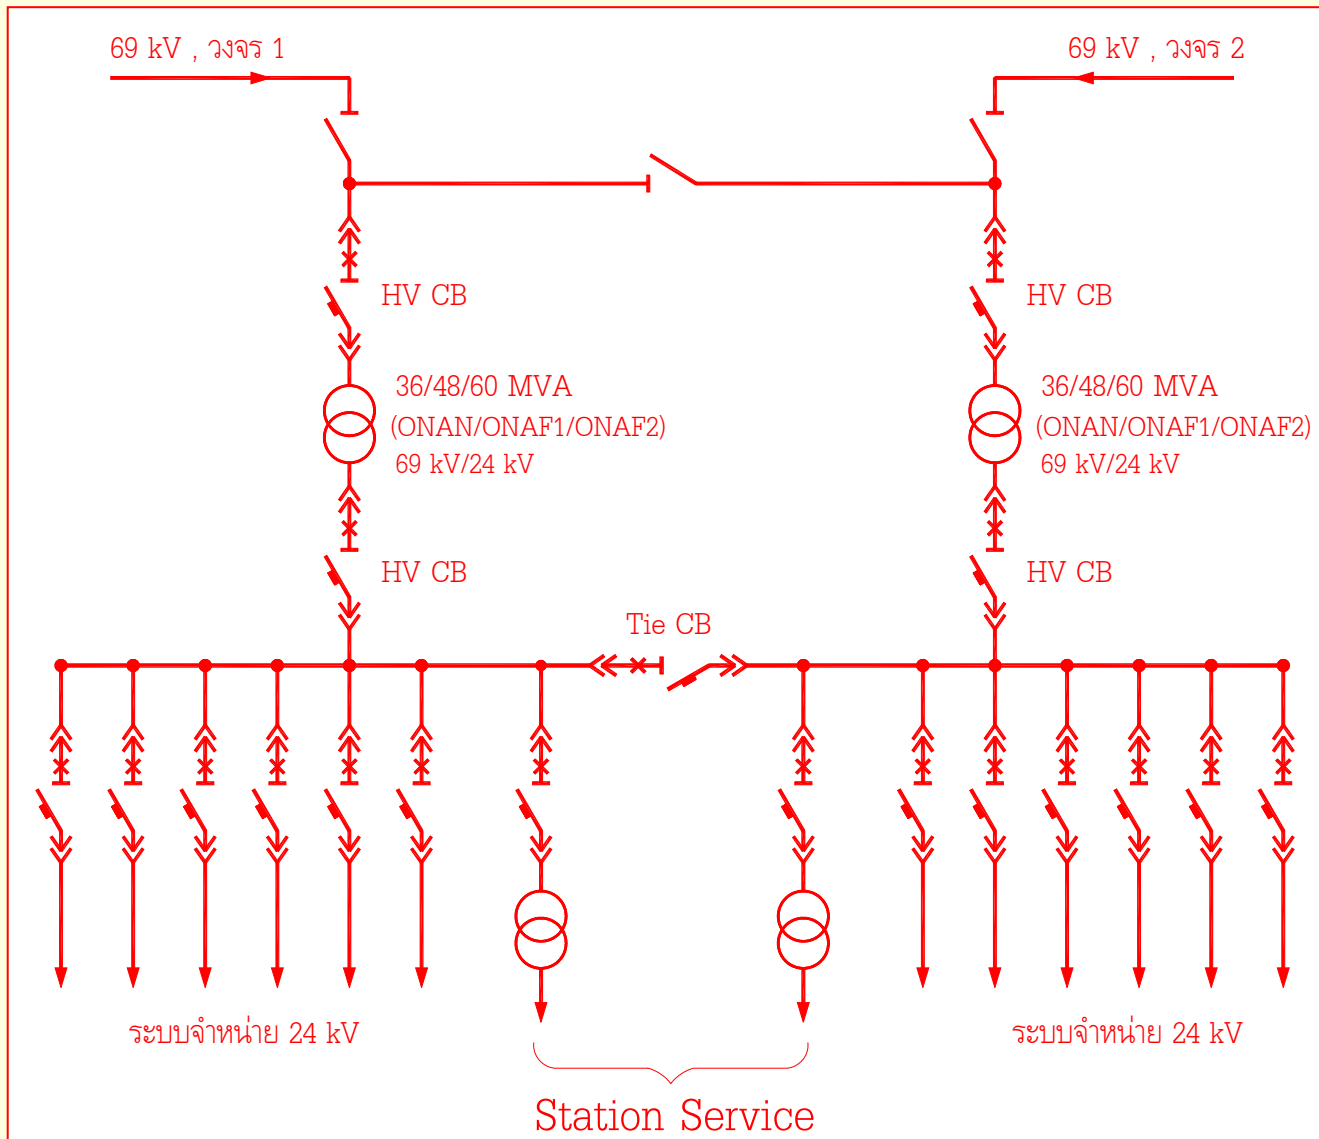 69 kV , วงจร 1
69 kV , วงจร 2
HV CB
HV CB
36/48/60 MVA
(ONAN/ONAF1/ONAF2)
69 kV/24 kV
36/48/60 MVA
(ONAN/ONAF1/ONAF2)
69 kV/24 kV
HV CB
HV CB
Tie CB
ระบบจำหน่าย 24 kV
ระบบจำหน่าย 24 kV
Station Service